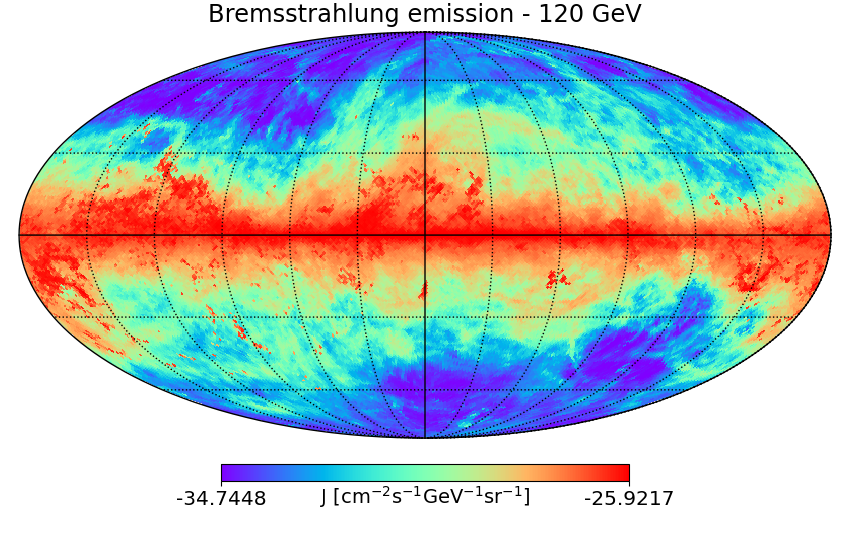 Bremsstrahlung emission - 120 GeV
-34.7448 J [cm⁻²s⁻¹GeV⁻¹sr⁻¹] -25.9217